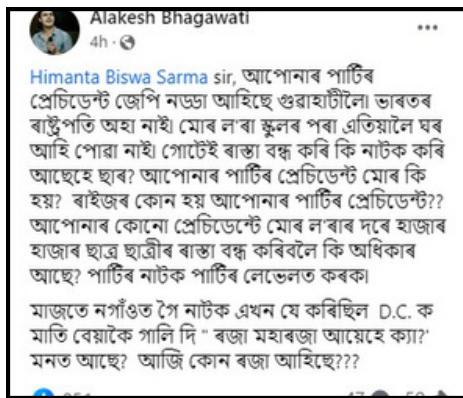 Alakesh Bhagawati
4h ·
Himanta Biswa Sarma sir, আপোনাৰ পাৰ্টিৰ
প্ৰেচিডেন্ট জেপি নড্ডা আহিছে গুৱাহাটীলৈ। ভাৰতৰ
ৰাষ্ট্ৰপতি অহা নাই। মোৰ ল'ৰা স্কুলৰ পৰা এতিয়ালৈ ঘৰ
আহি পোৱা নাই। গোটেই ৰাস্তা বন্ধ কৰি কি নাটক কৰি
আছেহে ছাৰ? আপোনাৰ পাৰ্টিৰ প্ৰেচিডেন্ট মোৰ কি
হয়? ৰাইজৰ কোন হয় আপোনাৰ পাৰ্টিৰ প্ৰেচিডেন্ট??
আপোনাৰ কোনো প্ৰেচিডেন্টে মোৰ ল'ৰাৰ দৰে হাজাৰ
হাজাৰ ছাত্ৰ ছাত্ৰীৰ ৰাস্তা বন্ধ কৰিবলৈ কি অধিকাৰ
আছে? পাৰ্টিৰ নাটক পাৰ্টিৰ লেভেলত কৰক।
মাজতে নগাঁওত গৈ নাটক এখন যে কৰিছিল D.C. ক
মাতি বেয়াকৈ গালি দি " ৰজা মহাৰজা আয়েহে ক্যা?'
মনত আছে? আজি কোন ৰজা আহিছে???